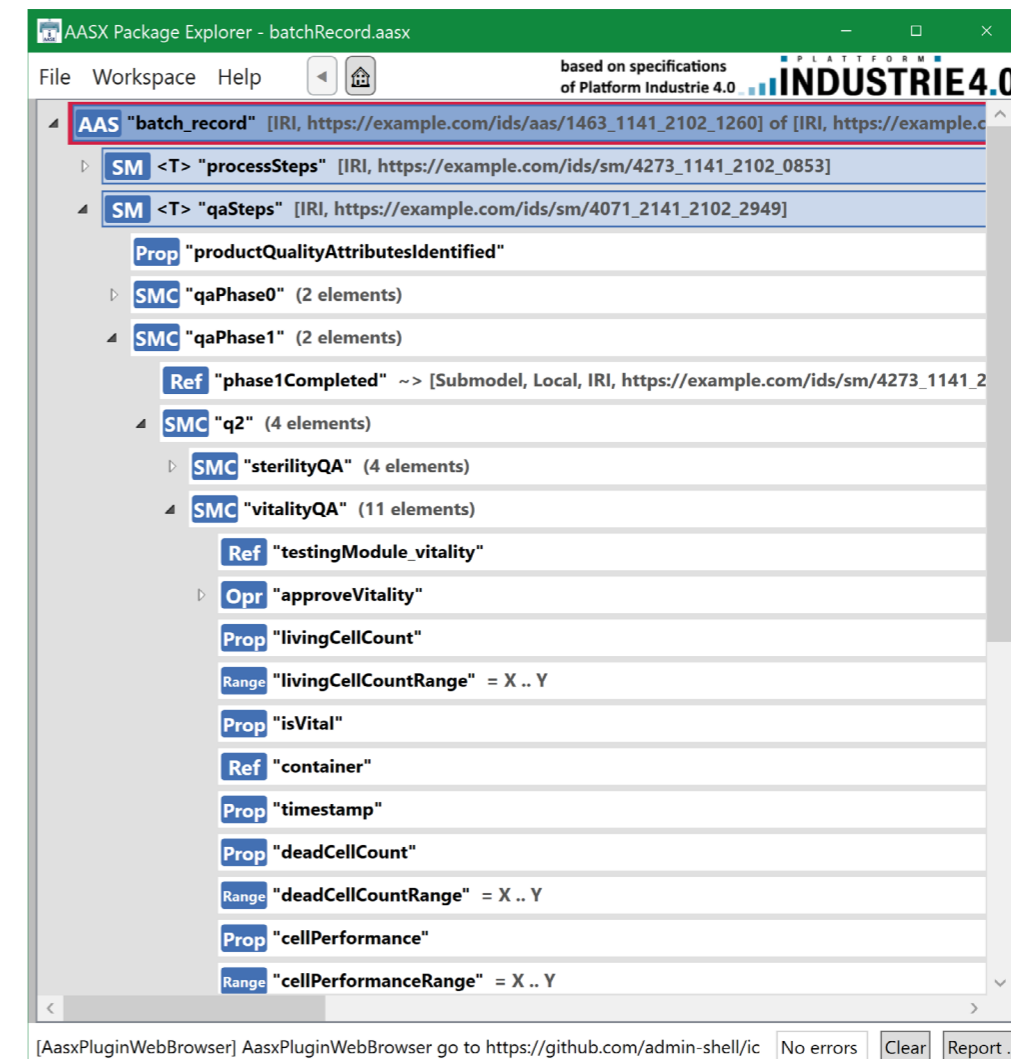 AASX Package Explorer - batchRecord.aasx
File Workspace Help
based on specifications
of Platform Industrie 4.0
PLATTFORM
INDUSTRIE4.0
AAS "batch_record" [IRI, https://example.com/ids/aas/1463_1141_2102_1260] of [IRI, https://example.c
SM <T> "processSteps" [IRI, https://example.com/ids/sm/4273_1141_2102_0853]
SM <T> "qaSteps" [IRI, https://example.com/ids/sm/4071_2141_2102_2949]
Prop "productQualityAttributesIdentified"
SMC "qaPhase0" (2 elements)
SMC "qaPhase1" (2 elements)
Ref "phase1Completed" ~> [Submodel, Local, IRI, https://example.com/ids/sm/4273_1141_2
SMC "q2" (4 elements)
SMC "sterilityQA" (4 elements)
SMC "vitalityQA" (11 elements)
Ref "testingModule_vitality"
Opr "approveVitality"
Prop "livingCellCount"
Range "livingCellCountRange" = X .. Y
Prop "isVital"
Ref "container"
Prop "timestamp"
Prop "deadCellCount"
Range "deadCellCountRange" = X .. Y
Prop "cellPerformance"
Range "cellPerformanceRange" = X .. Y
[AasxPluginWebBrowser] AasxPluginWebBrowser go to https://github.com/admin-shell/ic No errors Clear Report .